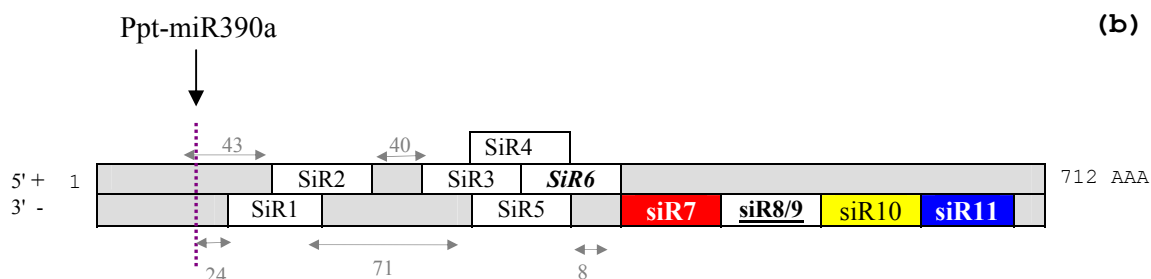 Ppt-miR390a (b)
43 40 SiR4
5' + 1 SiR2 SiR3 SiR6 712 AAA
3' - SiR1 SiR5 siR7 siR8/9 siR10 siR11
24 71 8